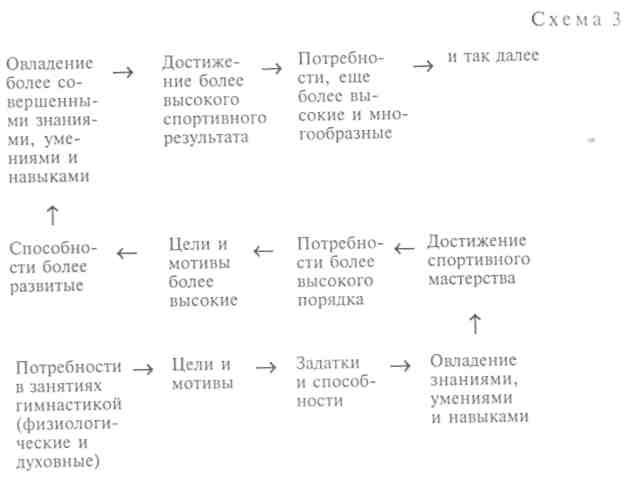 Схема 3
Овладение
более со-
вершенны-
ми знания-
ми, уме-
ниями и
навыками
→
Достиже-
ние более
высокого
спортивного
результата
→
Потребно-
сти, еще
более вы-
сокие и мно-
гообразные
→
и так далее
↑
Способно-
сти более
развитые
←
Цели и
мотивы
более
высокие
←
Потребно-
сти более
высокого
порядка
←
Достижение
спортивного
мастерства
↑
Потребности
в занятиях
гимнастикой
(физиологи-
ческие и
духовные)
→
Цели и
мотивы
→
Задатки
и способ-
ности
→
Овладение
знаниями,
умениями
и навыками